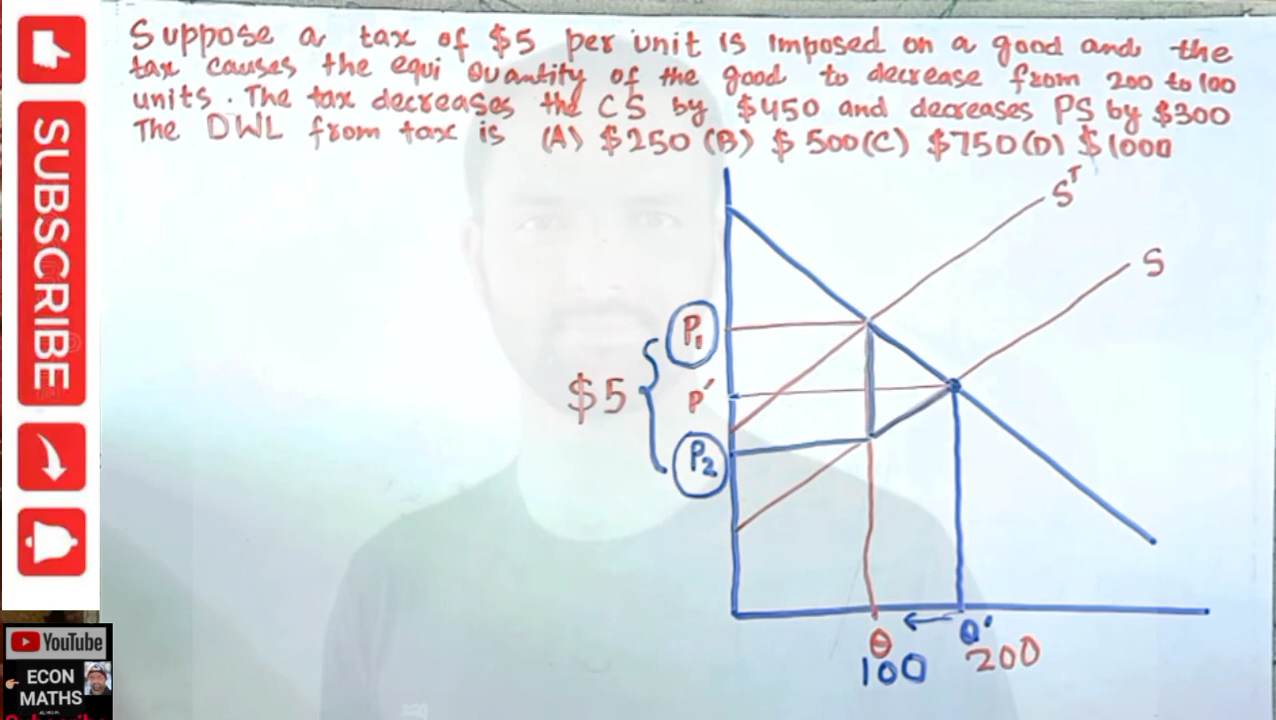 Suppose a tax of $5 per unit is imposed on a good and the
tax causes the equi Quantity of the good to decrease from 200 to 100
units. The tax decreases the CS by $450 and decreases PS by $300
The DWL from tax is (A) $250 (B) $500 (C) $750 (D) $1000
S^T
S
P₁
$5
P'
P₂
Q
Q'
100
200
SUBSCRIBE
YouTube
ECON
MATHS